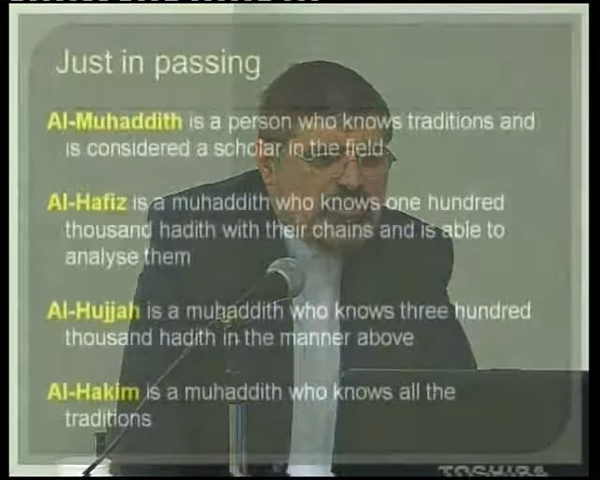 Just in passing
Al-Muhaddith is a person who knows traditions and
is considered a scholar in the field.
Al-Hafiz is a muhaddith who knows one hundred
thousand hadith with their chains and is able to
analyse them
Al-Hujjah is a muhaddith who knows three hundred
thousand hadith in the manner above
Al-Hakim is a muhaddith who knows all the
traditions
TOSHIBA